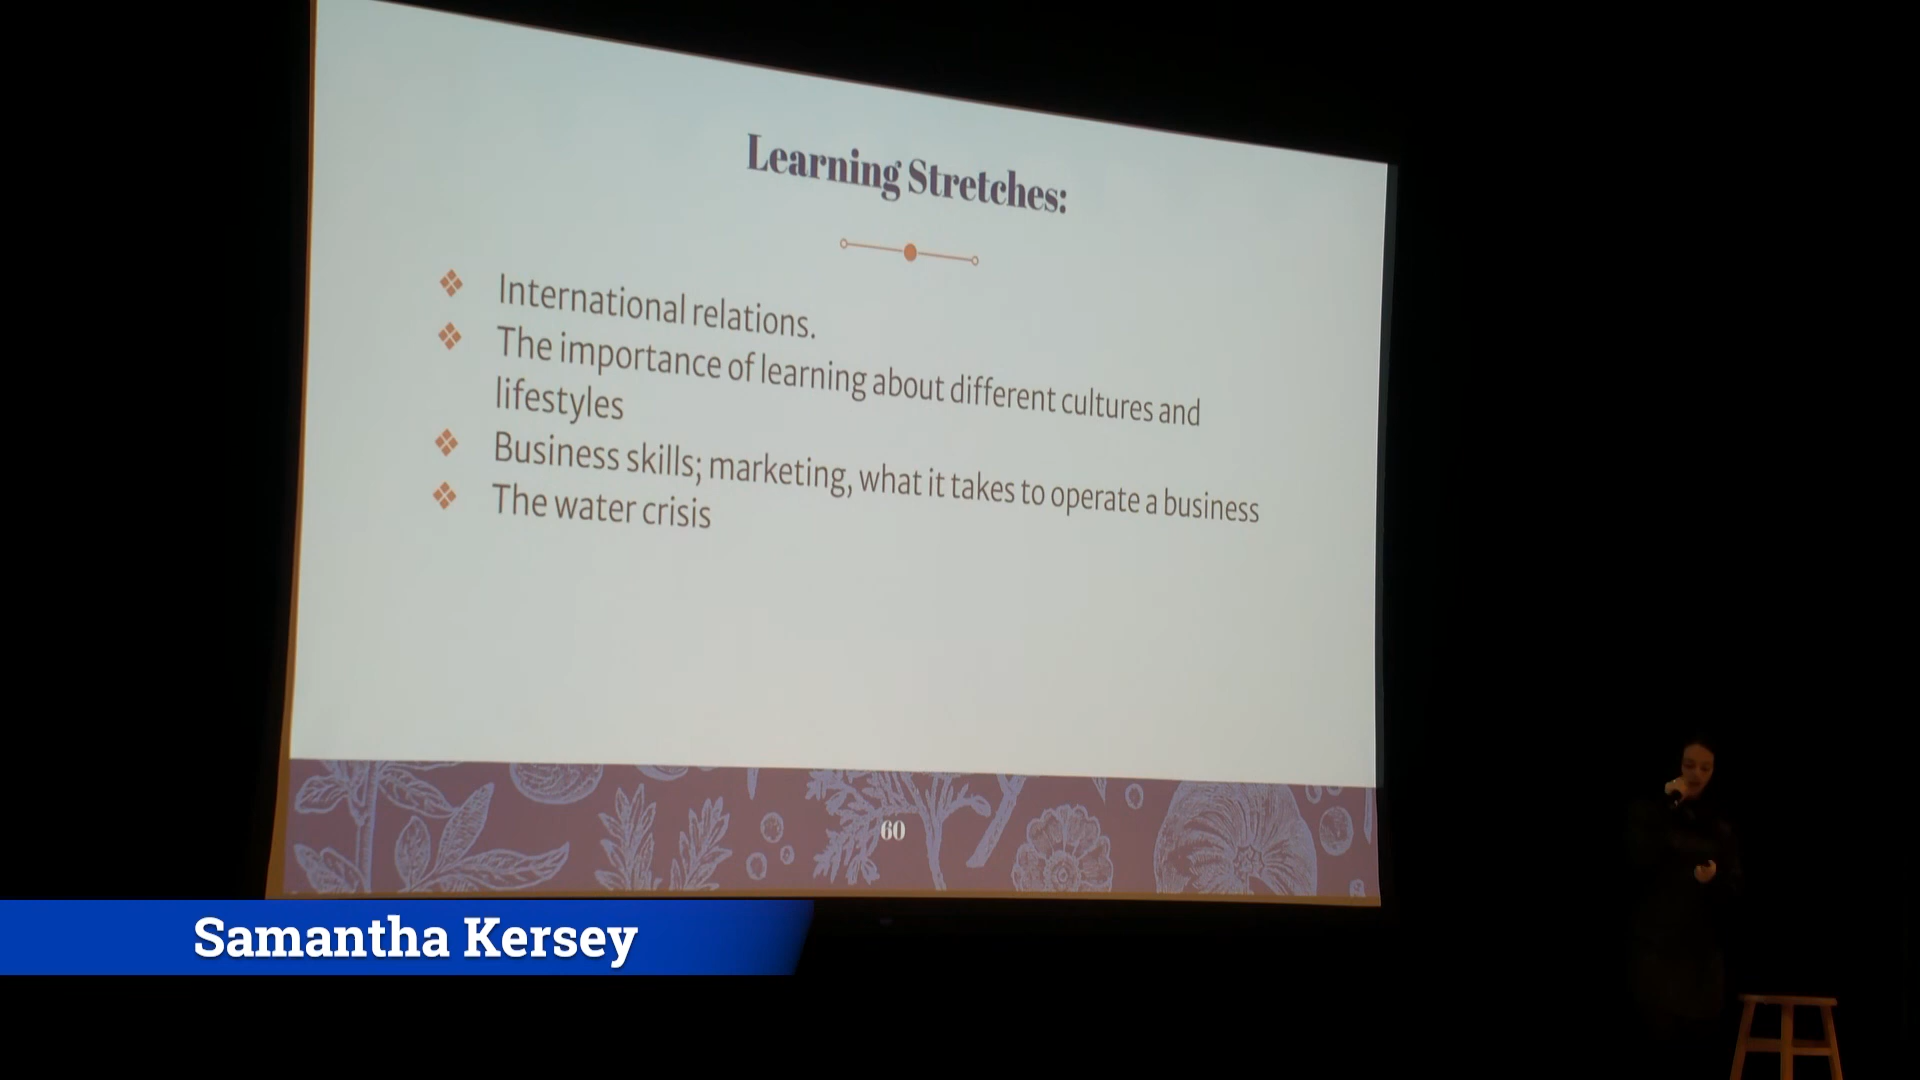 Learning Stretches:
❖ International relations.
❖ The importance of learning about different cultures and
lifestyles
❖ Business skills; marketing, what it takes to operate a business
❖ The water crisis
60
Samantha Kersey